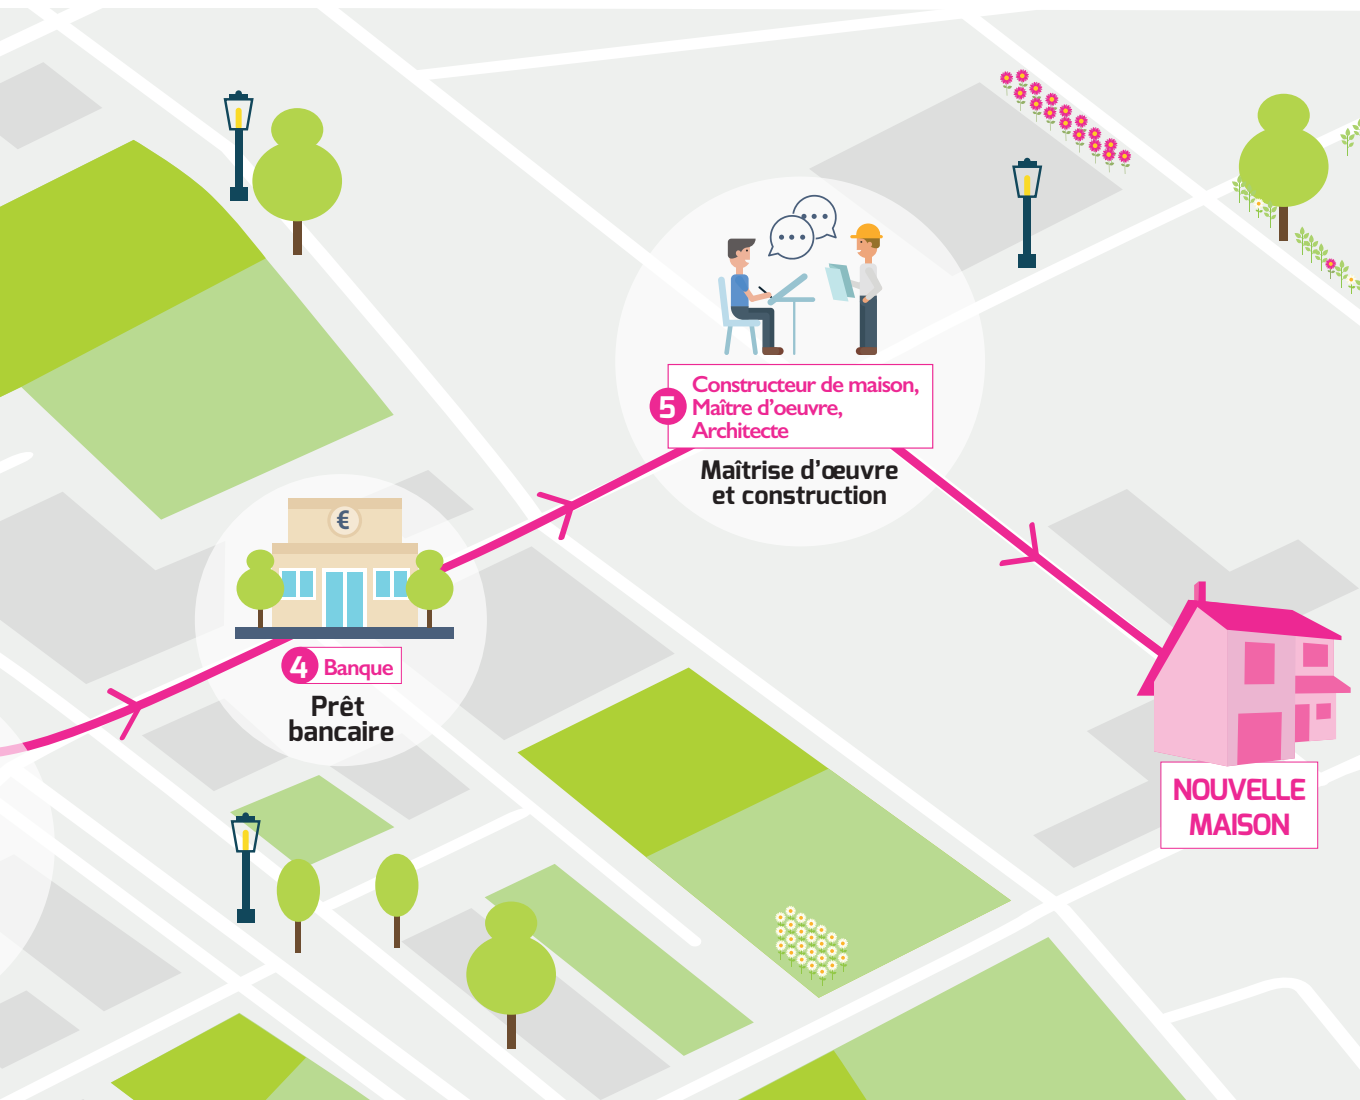 €
4 Banque
Prêt
bancaire
5 Constructeur de maison,
Maître d'oeuvre,
Architecte
Maîtrise d'œuvre
et construction
NOUVELLE
MAISON